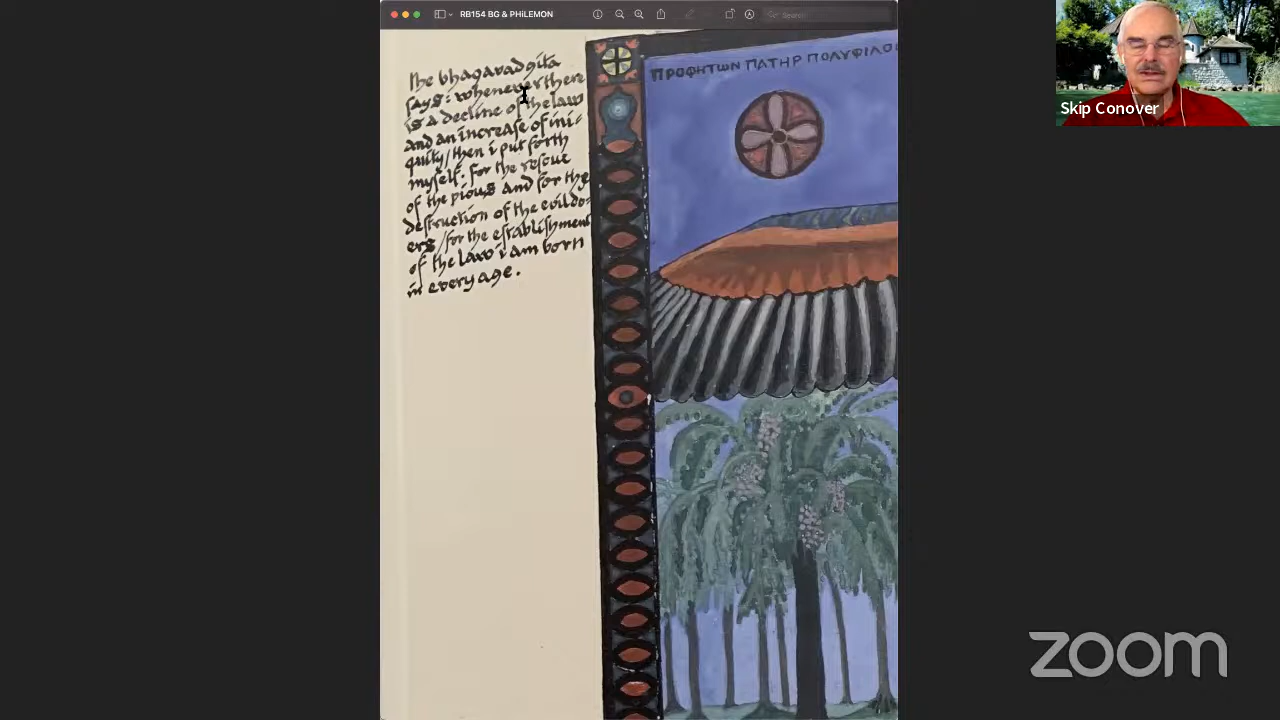 RB154 BG & PHiLEMON
Search
Skip Conover
the bhagavadgita
says: whenever there
is a decline of the law
and an increase of ini-
quity/then i put forth
myself: for the rescue
of the pious and for the
destruction of the evildo-
ers/for the establishment
of the law i am born
in every age.
ΠΡΟΦΗΤΩΝ ΠΑΤΗΡ ΠΟΛΥΦΙΛΟϹ
zoom